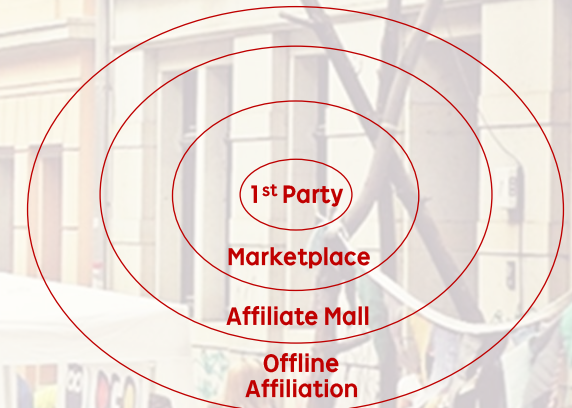 1st Party
Marketplace
Affiliate Mall
Offline
Affiliation